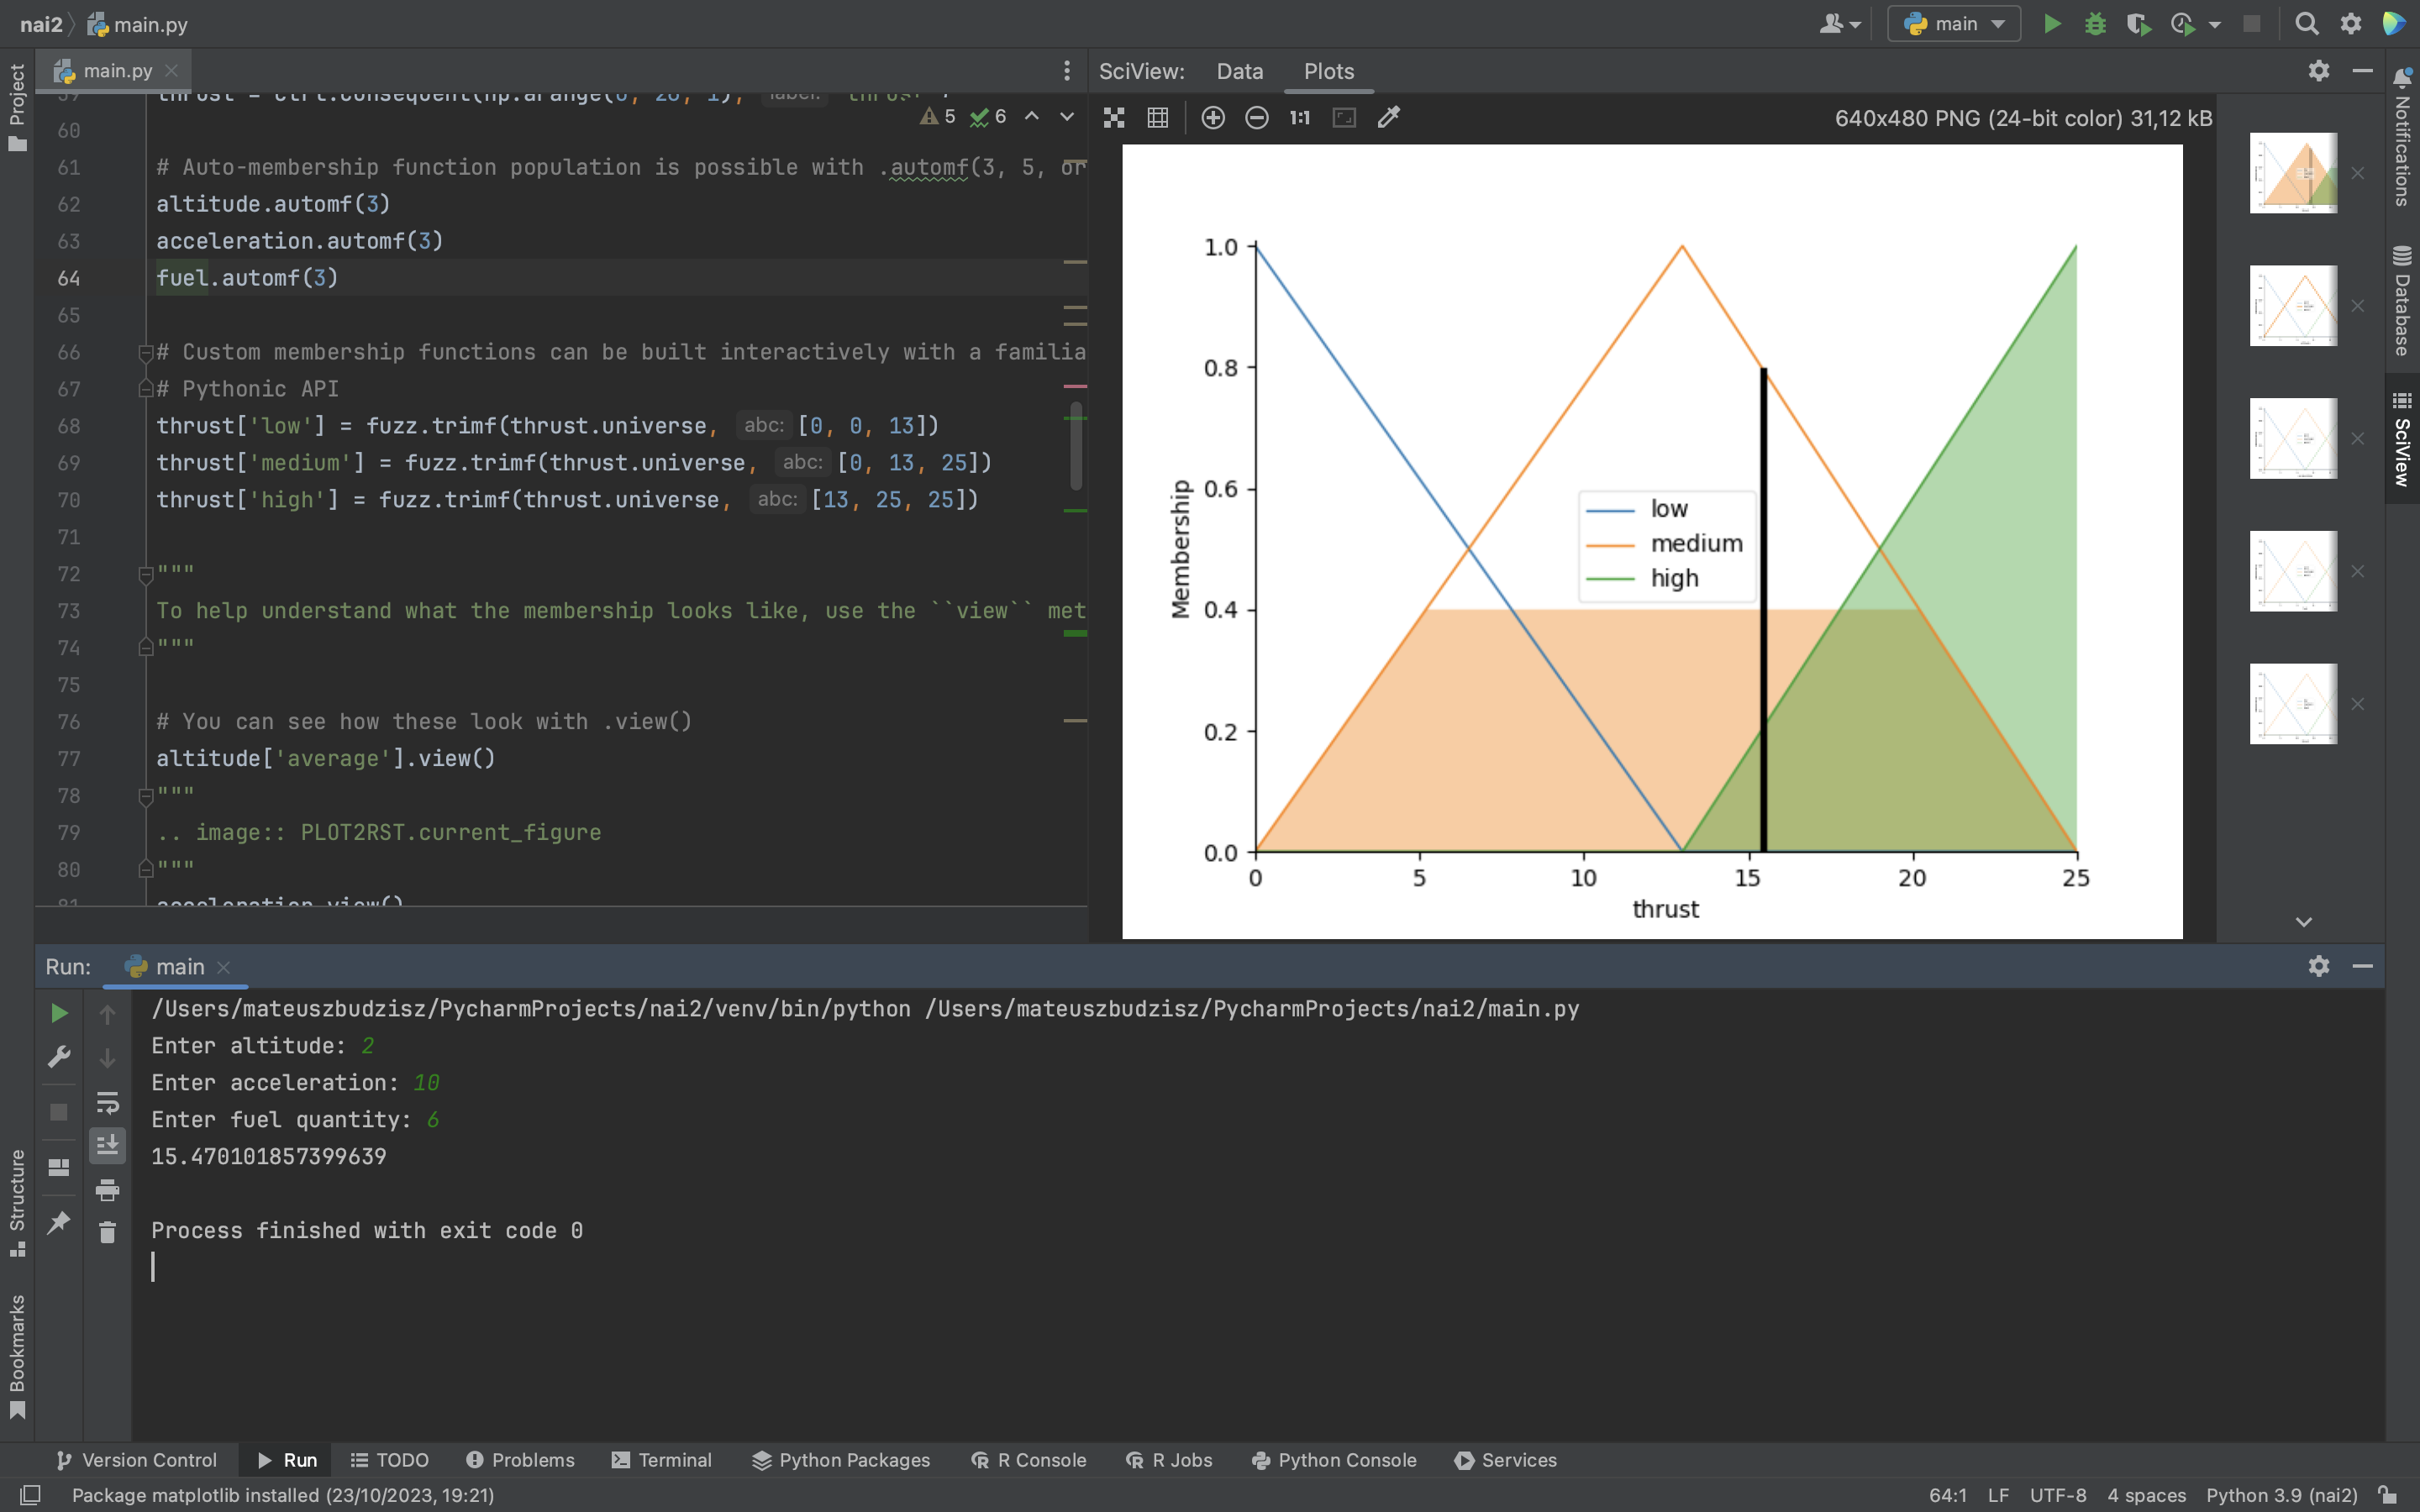 nai2 main.py
main
main.py
SciView: Data Plots
5 6
640x480 PNG (24-bit color) 31,12 kB
60
61 # Auto-membership function population is possible with .automf(3, 5, or
62 altitude.automf(3)
63 acceleration.automf(3)
64 fuel.automf(3)
65
66 # Custom membership functions can be built interactively with a familia
67 # Pythonic API
68 thrust['low'] = fuzz.trimf(thrust.universe, abc: [0, 0, 13])
69 thrust['medium'] = fuzz.trimf(thrust.universe, abc: [0, 13, 25])
70 thrust['high'] = fuzz.trimf(thrust.universe, abc: [13, 25, 25])
71
72 """
73 To help understand what the membership looks like, use the ``view`` met
74 """
75
76 # You can see how these look with .view()
77 altitude['average'].view()
78 """
79 .. image:: PLOT2RST.current_figure
80 """
81 acceleration.view()
1.0
0.8
0.6
0.4
0.2
0.0
Membership
low
medium
high
0 5 10 15 20 25
thrust
Project
Structure
Bookmarks
Notifications
Database
SciView
Run: main
/Users/mateuszbudzisz/PycharmProjects/nai2/venv/bin/python /Users/mateuszbudzisz/PycharmProjects/nai2/main.py
Enter altitude: 2
Enter acceleration: 10
Enter fuel quantity: 6
15.470101857399639
Process finished with exit code 0
Version Control Run TODO Problems Terminal Python Packages R Console R Jobs Python Console Services
Package matplotlib installed (23/10/2023, 19:21)
64:1 LF UTF-8 4 spaces Python 3.9 (nai2)